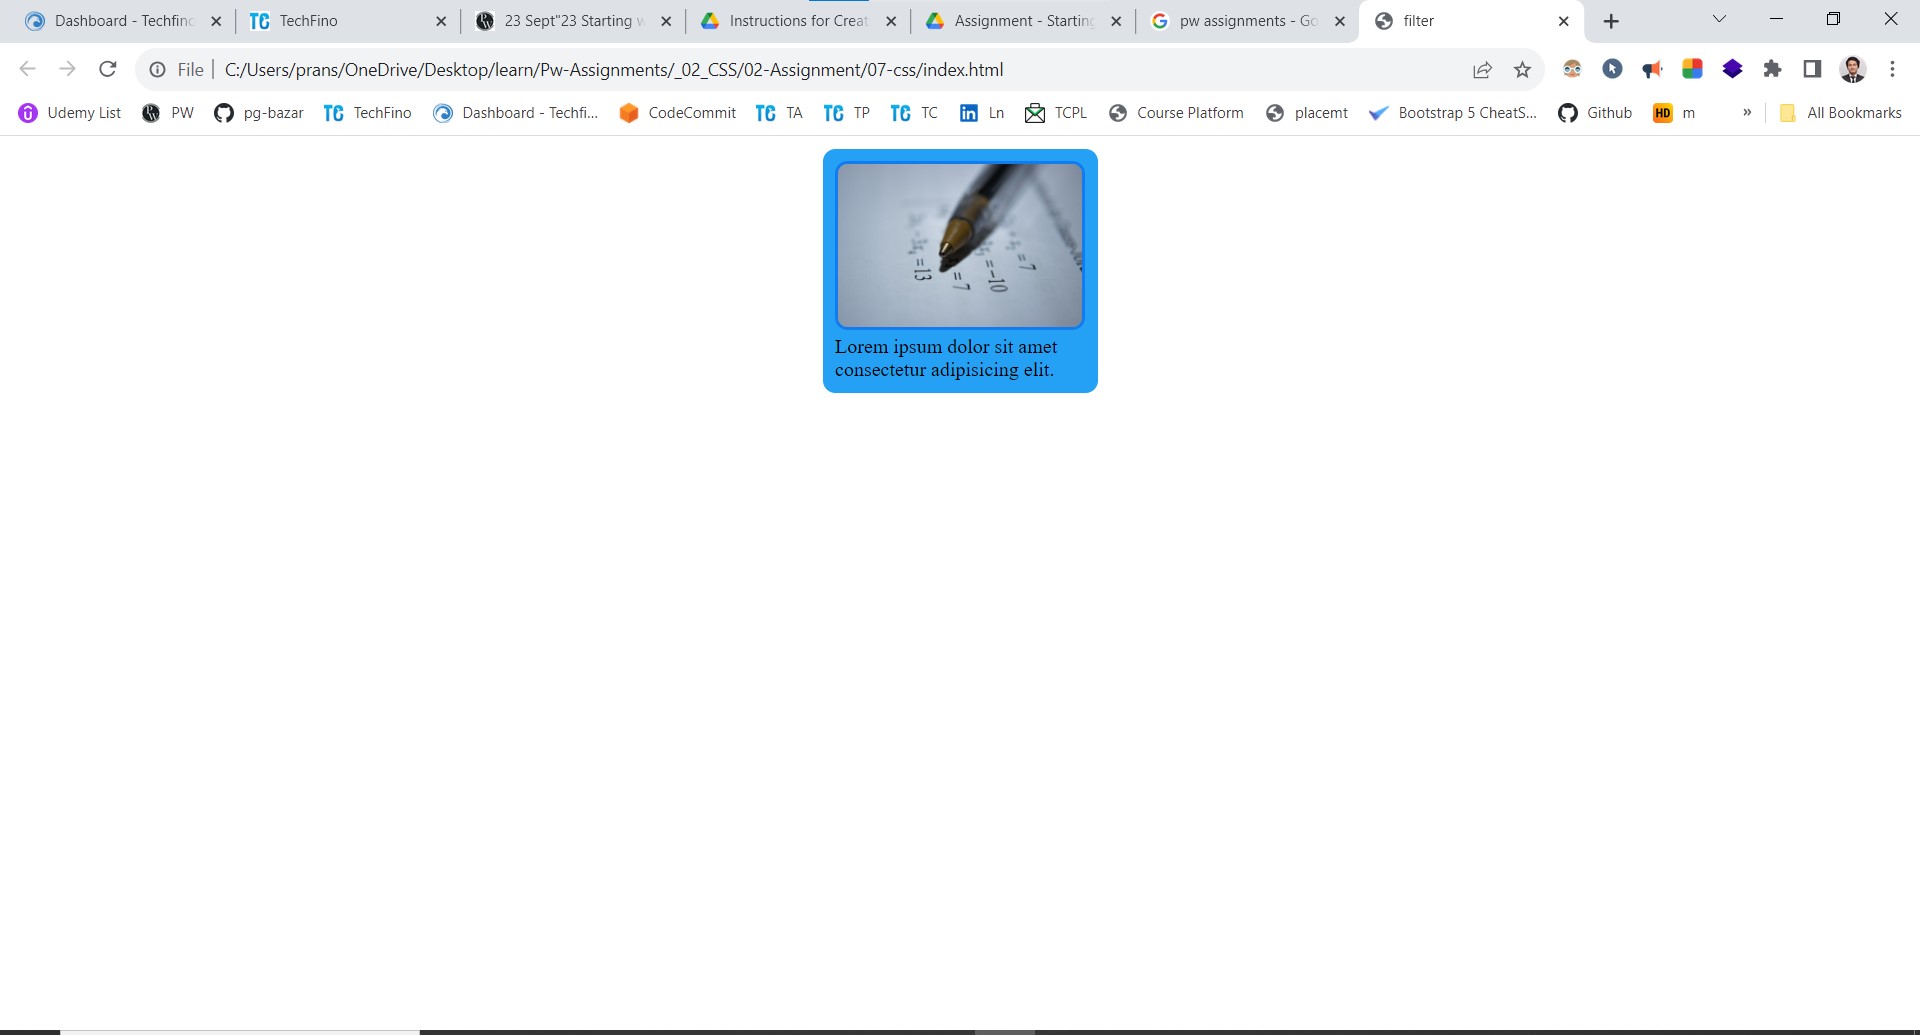 Dashboard - Techfino
TechFino
23 Sept"23 Starting w
Instructions for Creat
Assignment - Starting
pw assignments - Go
filter
File
C:/Users/prans/OneDrive/Desktop/learn/Pw-Assignments/_02_CSS/02-Assignment/07-css/index.html
Udemy List
PW
pg-bazar
TC TechFino
Dashboard - Techfi...
CodeCommit
TC TA
TC TP
TC TC
in Ln
TCPL
Course Platform
placemt
Bootstrap 5 CheatS...
Github
HD m
»
All Bookmarks
=13
=7
=-10
=7
Lorem ipsum dolor sit amet
consectetur adipisicing elit.